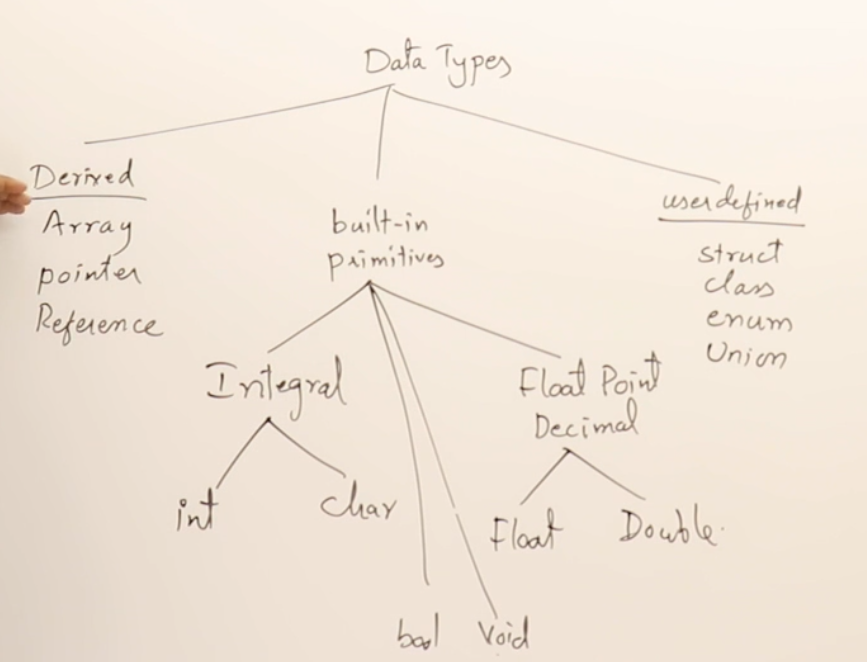 Data Types
Derived
Array
pointer
Reference
built-in
primitives
userdefined
struct
class
enum
Union
Integral
int
char
Float Point
Decimal
Float
Double
bool
void